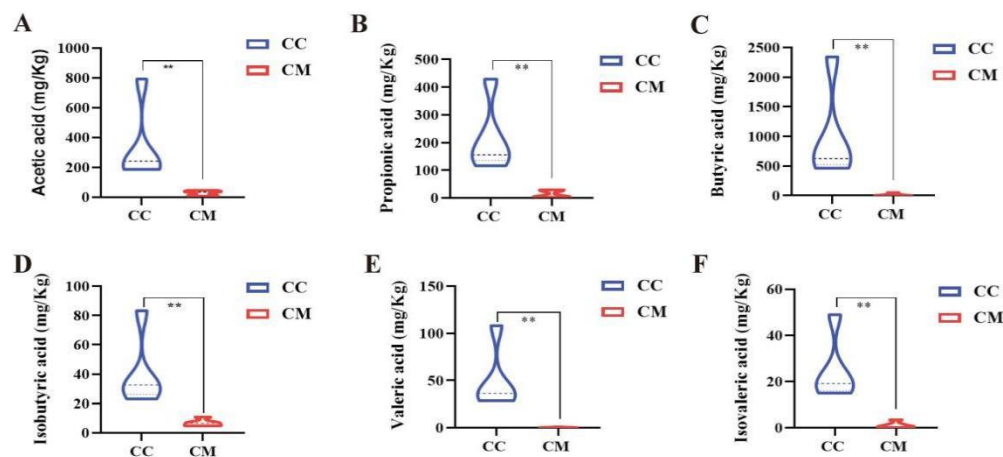 A
Acetic acid(mg/Kg)
1000
800
600
400
200
0
**
CC
CM
CC
CM
B
Propionic acid (mg/Kg)
500
400
300
200
100
0
**
CC
CM
CC
CM
C
Butyric acid (mg/Kg)
2500
2000
1500
1000
500
0
**
CC
CM
CC
CM
D
Isobutyric acid (mg/Kg)
100
80
60
40
20
0
**
CC
CM
CC
CM
E
Valeric acid (mg/Kg)
150
100
50
0
**
CC
CM
CC
CM
F
Isovaleric acid (mg/Kg)
60
40
20
0
**
CC
CM
CC
CM